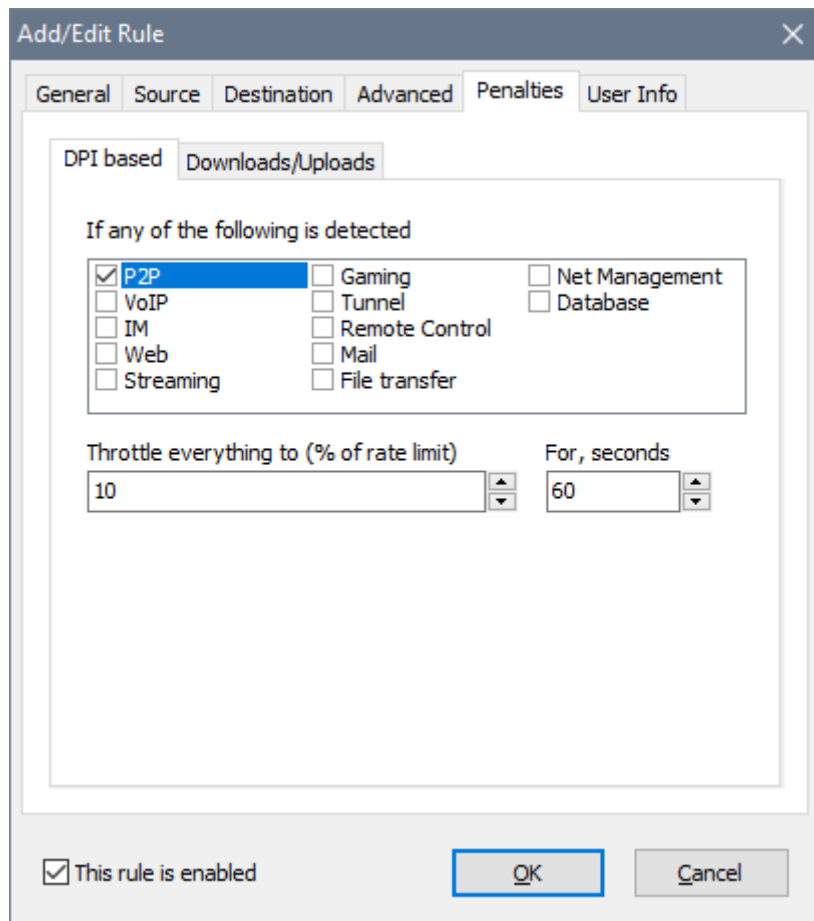 Add/Edit Rule
General Source Destination Advanced Penalties User Info
DPI based Downloads/Uploads
If any of the following is detected
P2P Gaming Net Management
VoIP Tunnel Database
IM Remote Control
Web Mail
Streaming File transfer
Throttle everything to (% of rate limit) For, seconds
10 60
This rule is enabled OK Cancel